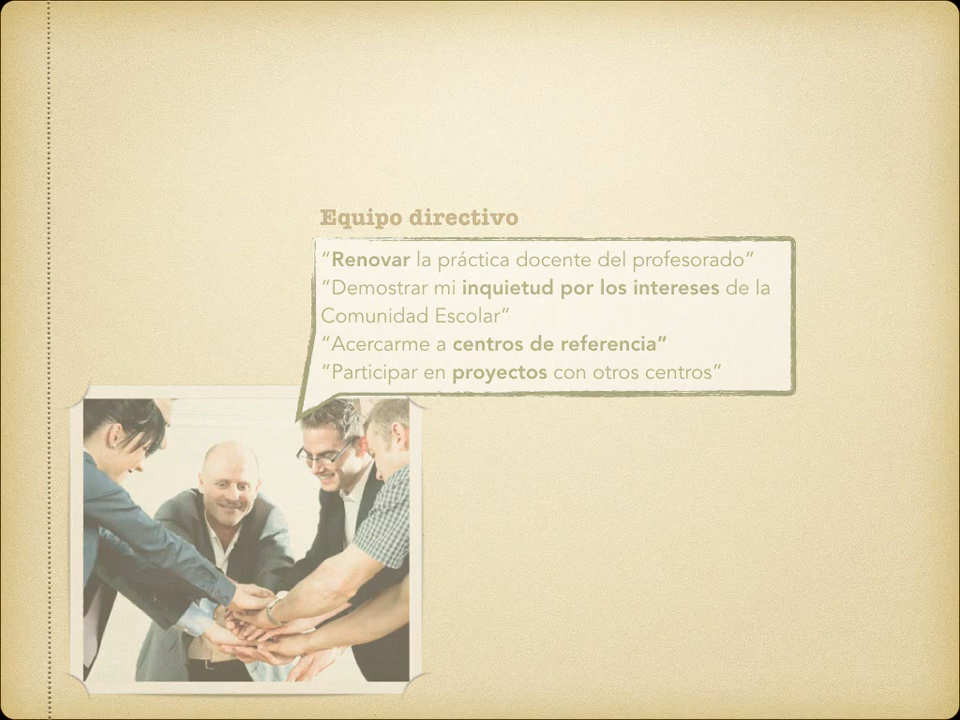 Equipo directivo
”Renovar la práctica docente del profesorado”
”Demostrar mi inquietud por los intereses de la
Comunidad Escolar”
”Acercarme a centros de referencia”
”Participar en proyectos con otros centros”